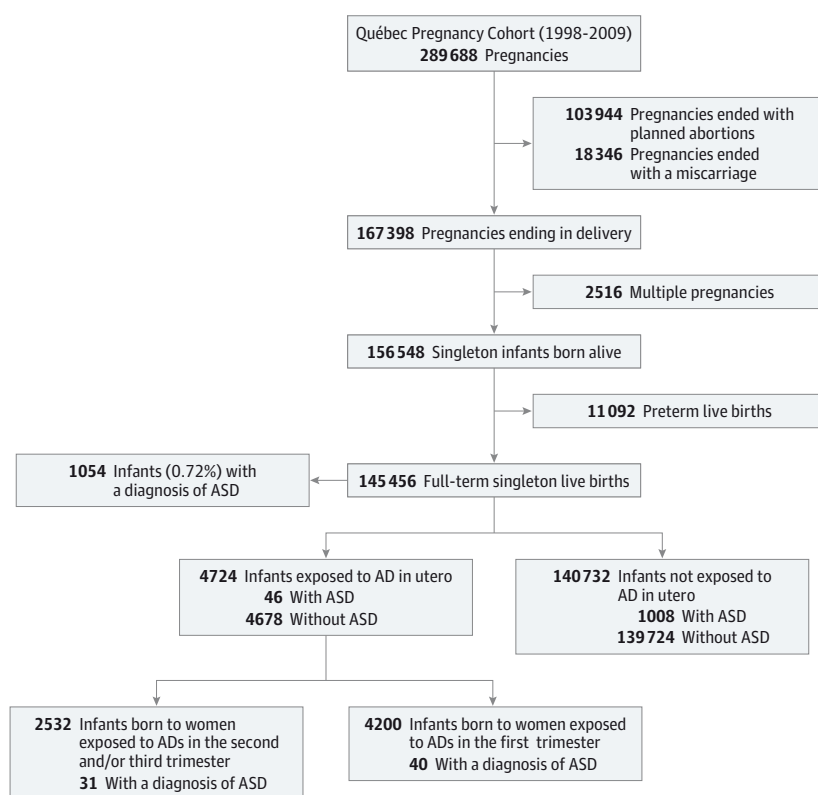 Québec Pregnancy Cohort (1998-2009)
289688 Pregnancies
103944 Pregnancies ended with
planned abortions
18346 Pregnancies ended
with a miscarriage
167398 Pregnancies ending in delivery
2516 Multiple pregnancies
156548 Singleton infants born alive
11092 Preterm live births
1054 Infants (0.72%) with
a diagnosis of ASD
145456 Full-term singleton live births
4724 Infants exposed to AD in utero
46 With ASD
4678 Without ASD
140732 Infants not exposed to
AD in utero
1008 With ASD
139724 Without ASD
2532 Infants born to women
exposed to ADs in the second
and/or third trimester
31 With a diagnosis of ASD
4200 Infants born to women exposed
to ADs in the first trimester
40 With a diagnosis of ASD